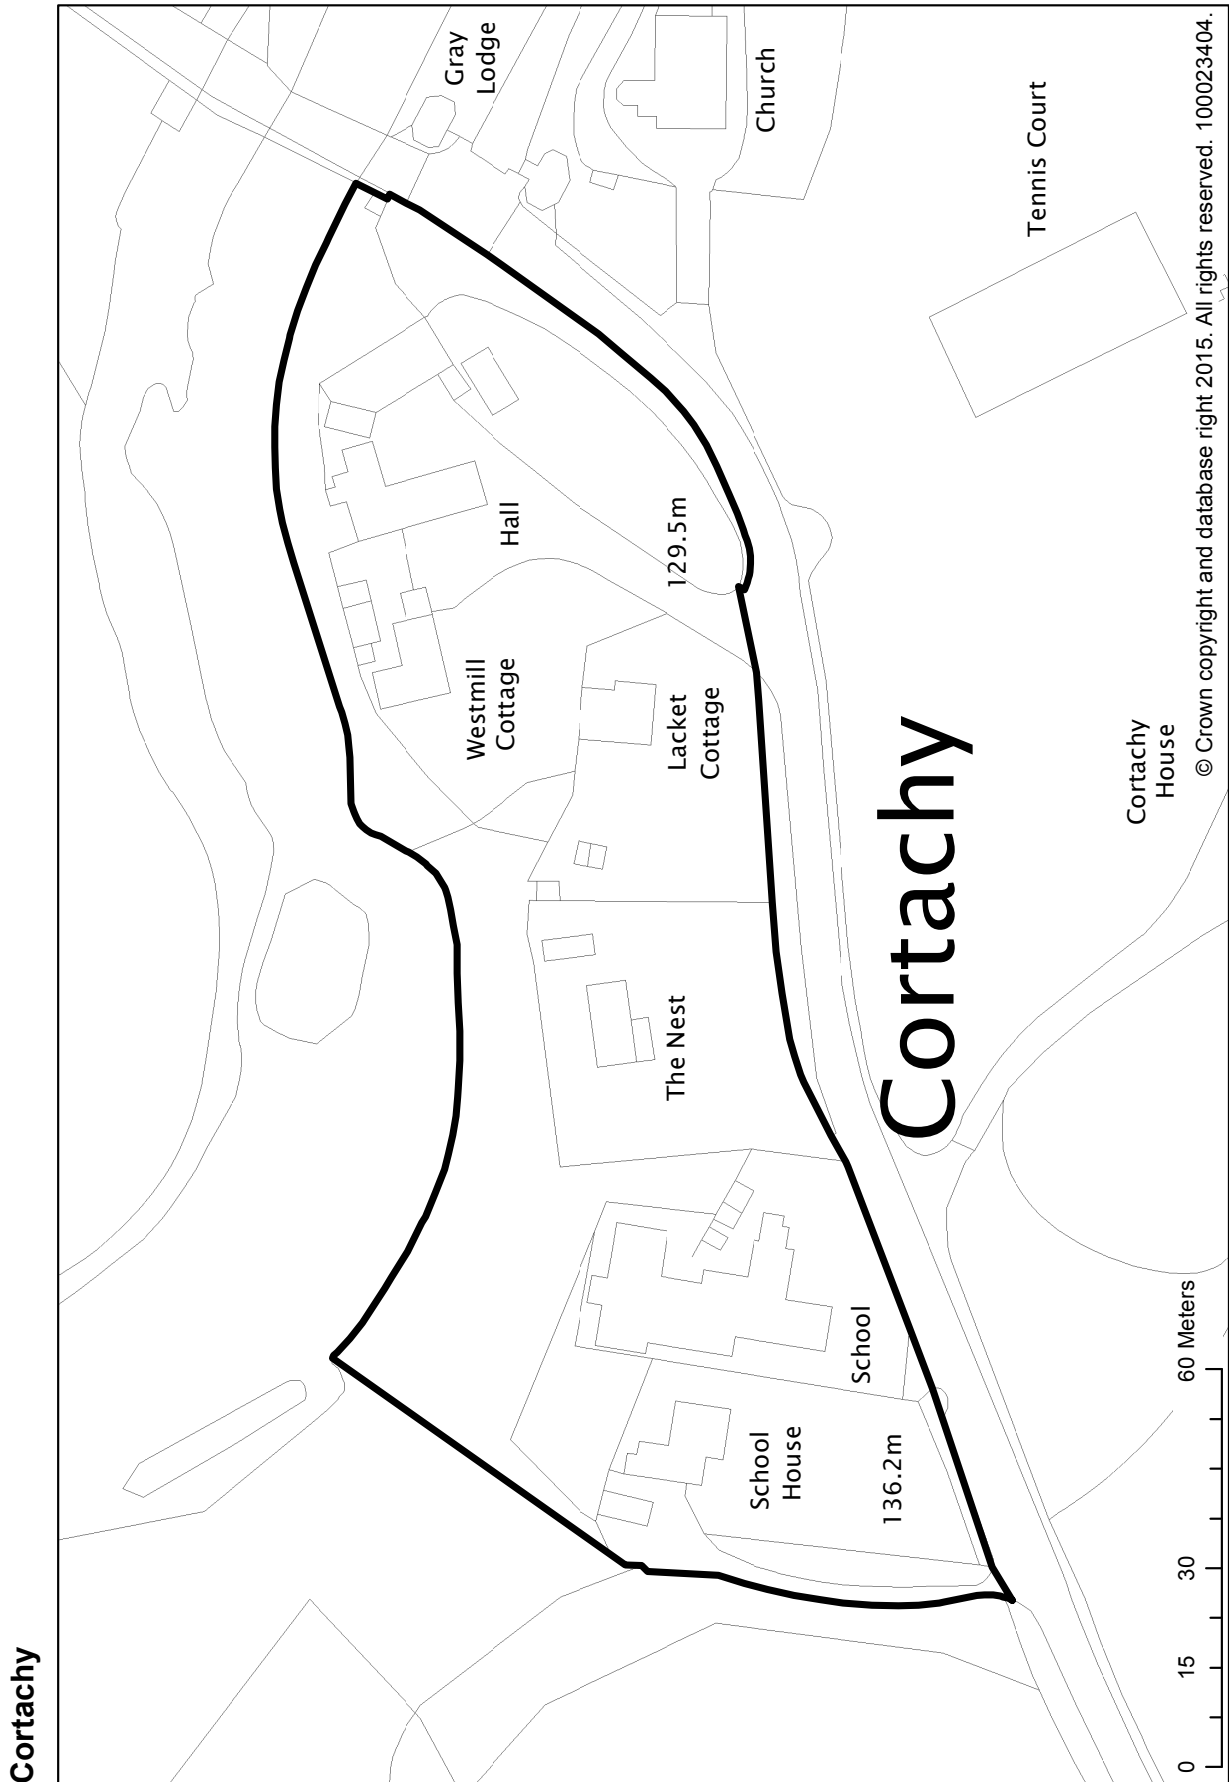 Cortachy
Gray
Lodge
Church
Tennis Court
Hall
129.5m
Westmill
Cottage
Lacket
Cottage
The Nest
Cortachy
Cortachy
House
School
School
House
136.2m
0 15 30 60 Meters
© Crown copyright and database right 2015. All rights reserved. 100023404.